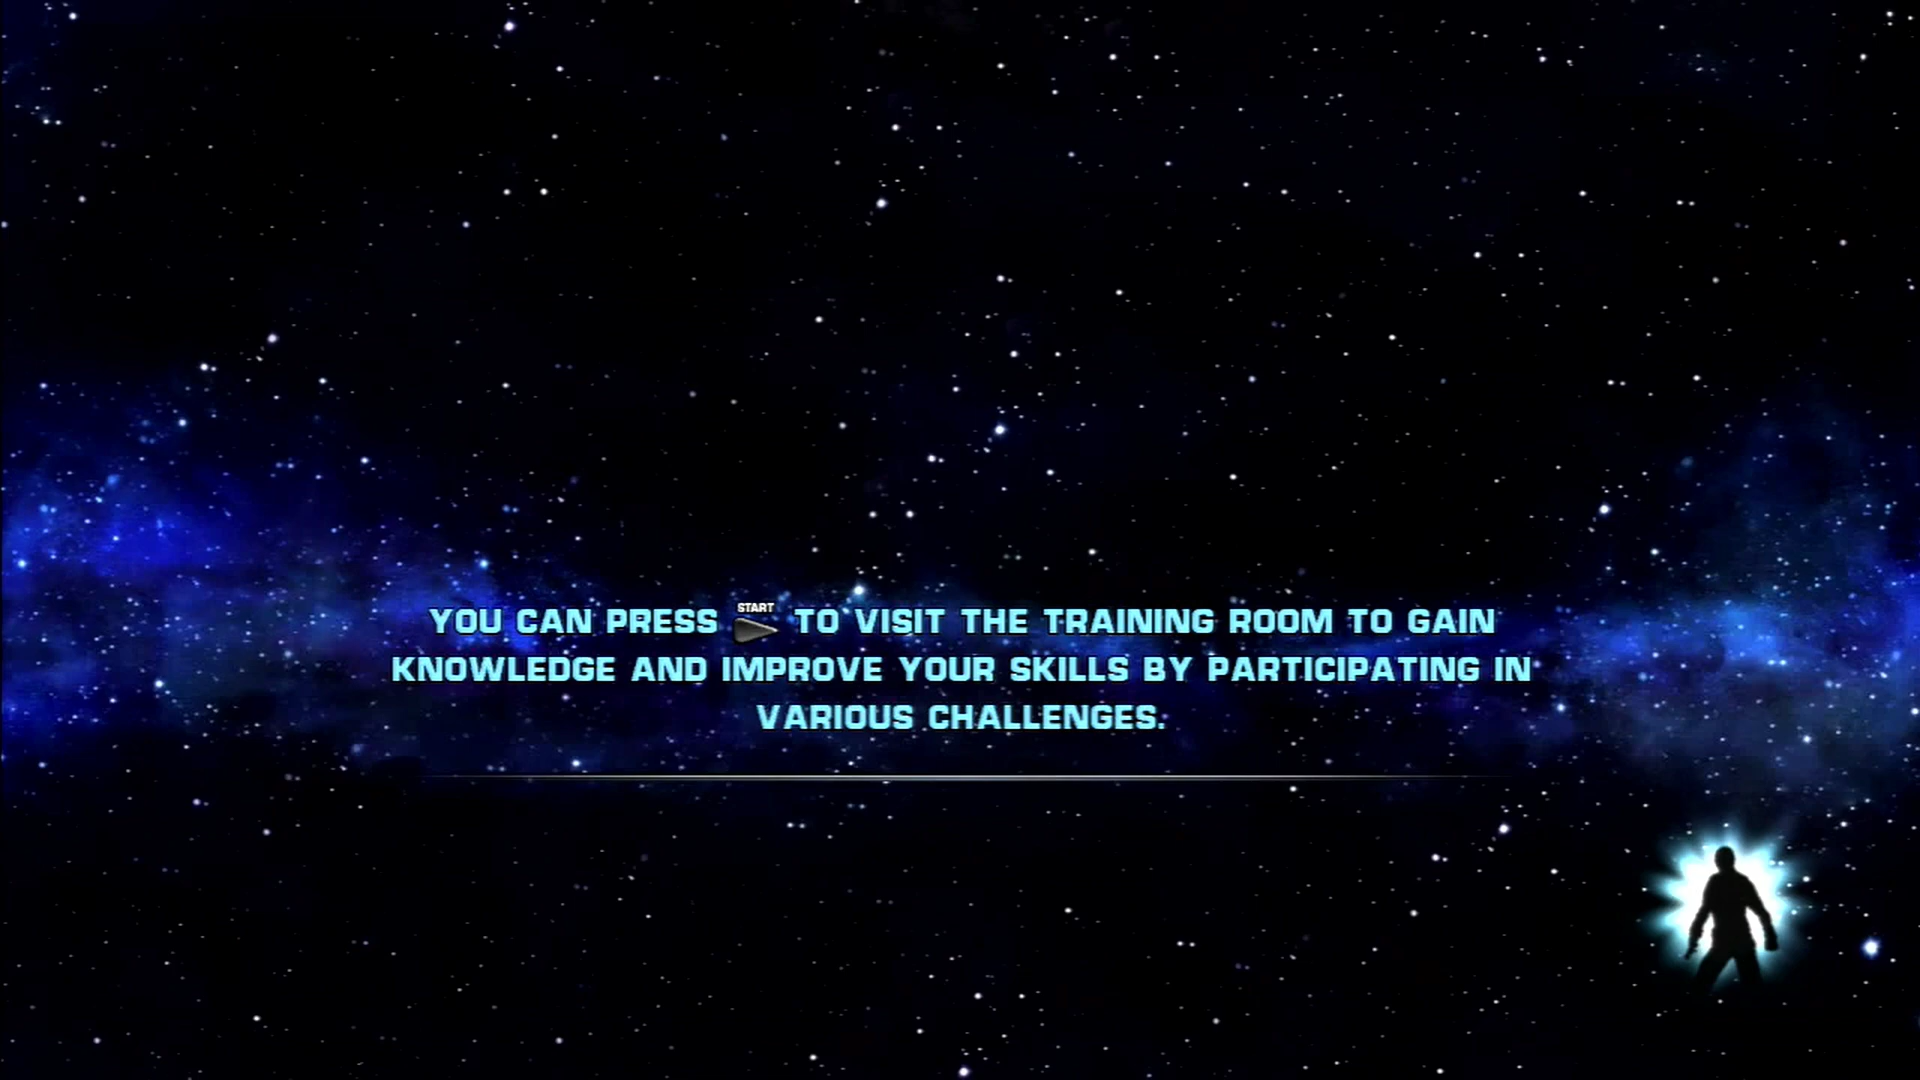 YOU CAN PRESS START TO VISIT THE TRAINING ROOM TO GAIN
KNOWLEDGE AND IMPROVE YOUR SKILLS BY PARTICIPATING IN
VARIOUS CHALLENGES.